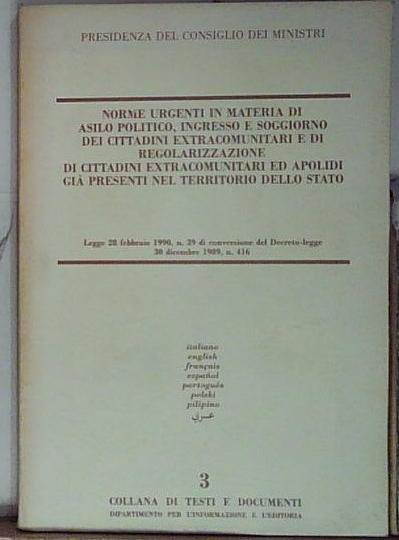 PRESIDENZA DEL CONSIGLIO DEI MINISTRI
NORME URGENTI IN MATERIA DI
ASILO POLITICO, INGRESSO E SOGGIORNO
DEI CITTADINI EXTRACOMUNITARI E DI
REGOLARIZZAZIONE
DI CITTADINI EXTRACOMUNITARI ED APOLIDI
GIÀ PRESENTI NEL TERRITORIO DELLO STATO
Legge 28 febbraio 1990, n. 39 di conversione del Decreto-legge
30 dicembre 1989, n. 416
italiano
english
français
español
português
polski
pilipino
عربي
3
COLLANA DI TESTI E DOCUMENTI
DIPARTIMENTO PER L'INFORMAZIONE E L'EDITORIA